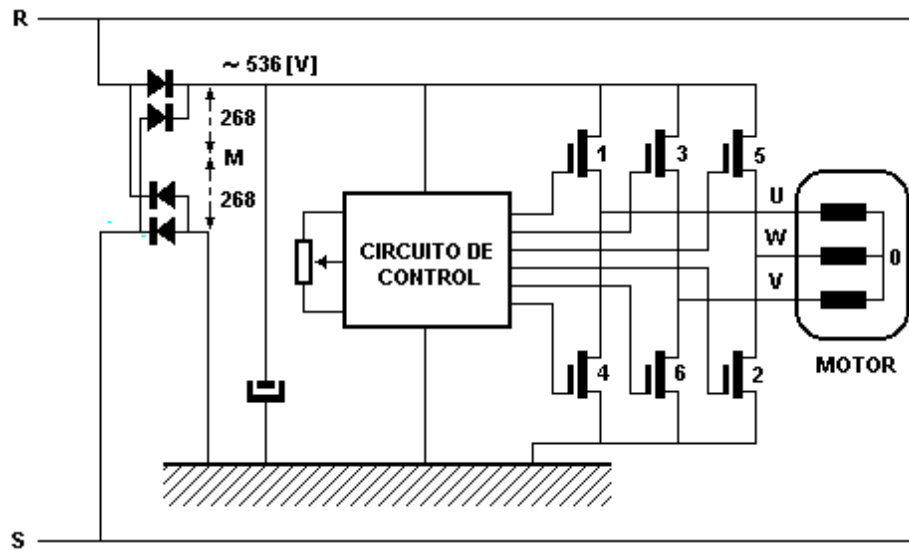 R
~ 536 [V]
268
M
268
1
3
5
U
W
V
0
CIRCUITO DE
CONTROL
MOTOR
4
6
2
S